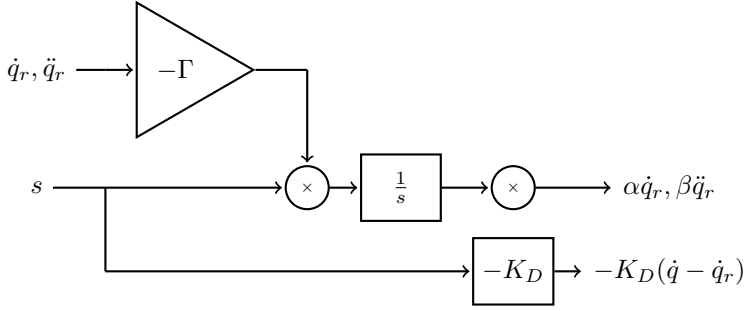 q̇_r, q̈_r
−Γ
s
×
1/s
×
αq̇_r, βq̈_r
−K_D
−K_D(q̇ − q̇_r)